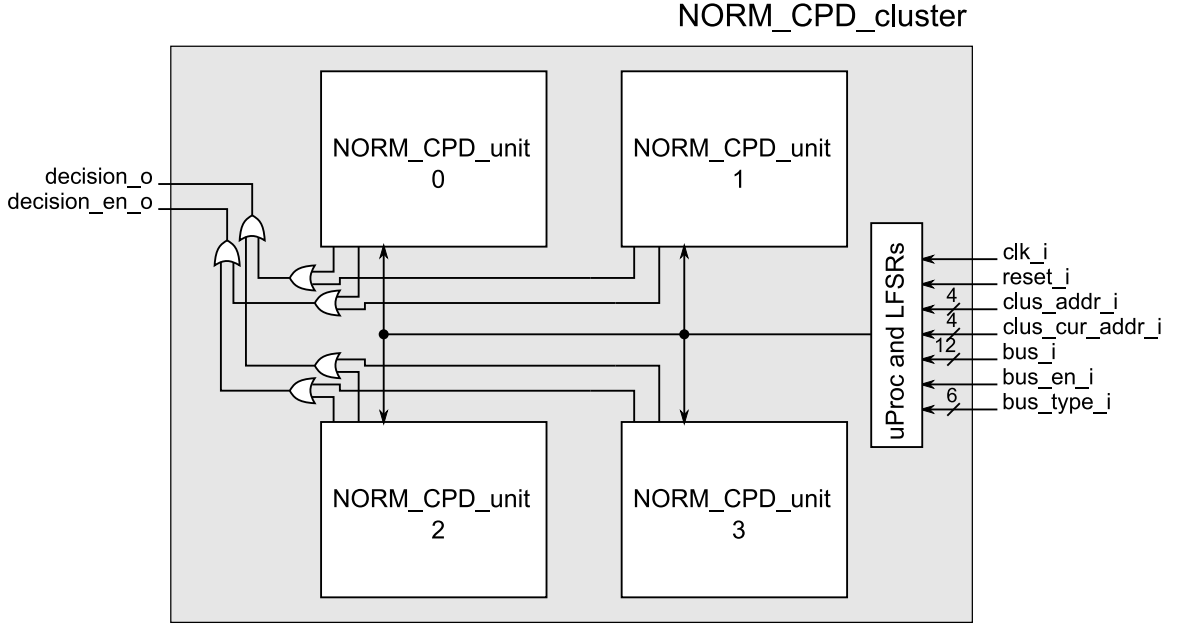 NORM_CPD_cluster
NORM_CPD_unit
0
NORM_CPD_unit
1
decision_o
decision_en_o
uProc and LFSRs
clk_i
reset_i
4
clus_addr_i
4
clus_cur_addr_i
12
bus_i
bus_en_i
6
bus_type_i
NORM_CPD_unit
2
NORM_CPD_unit
3